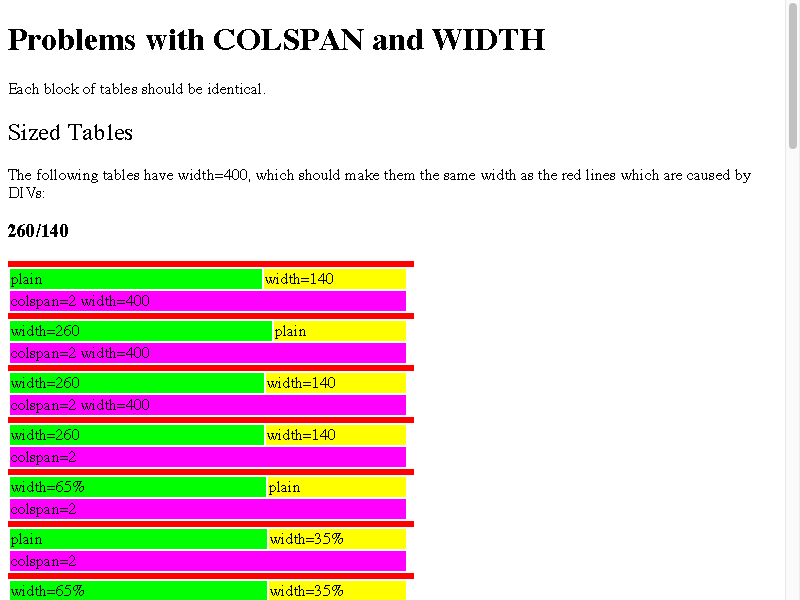 Problems with COLSPAN and WIDTH
Each block of tables should be identical.
Sized Tables
The following tables have width=400, which should make them the same width as the red lines which are caused by
DIVs:
260/140
plain width=140
colspan=2 width=400
width=260 plain
colspan=2 width=400
width=260 width=140
colspan=2 width=400
width=260 width=140
colspan=2
width=65% plain
colspan=2
plain width=35%
colspan=2
width=65% width=35%